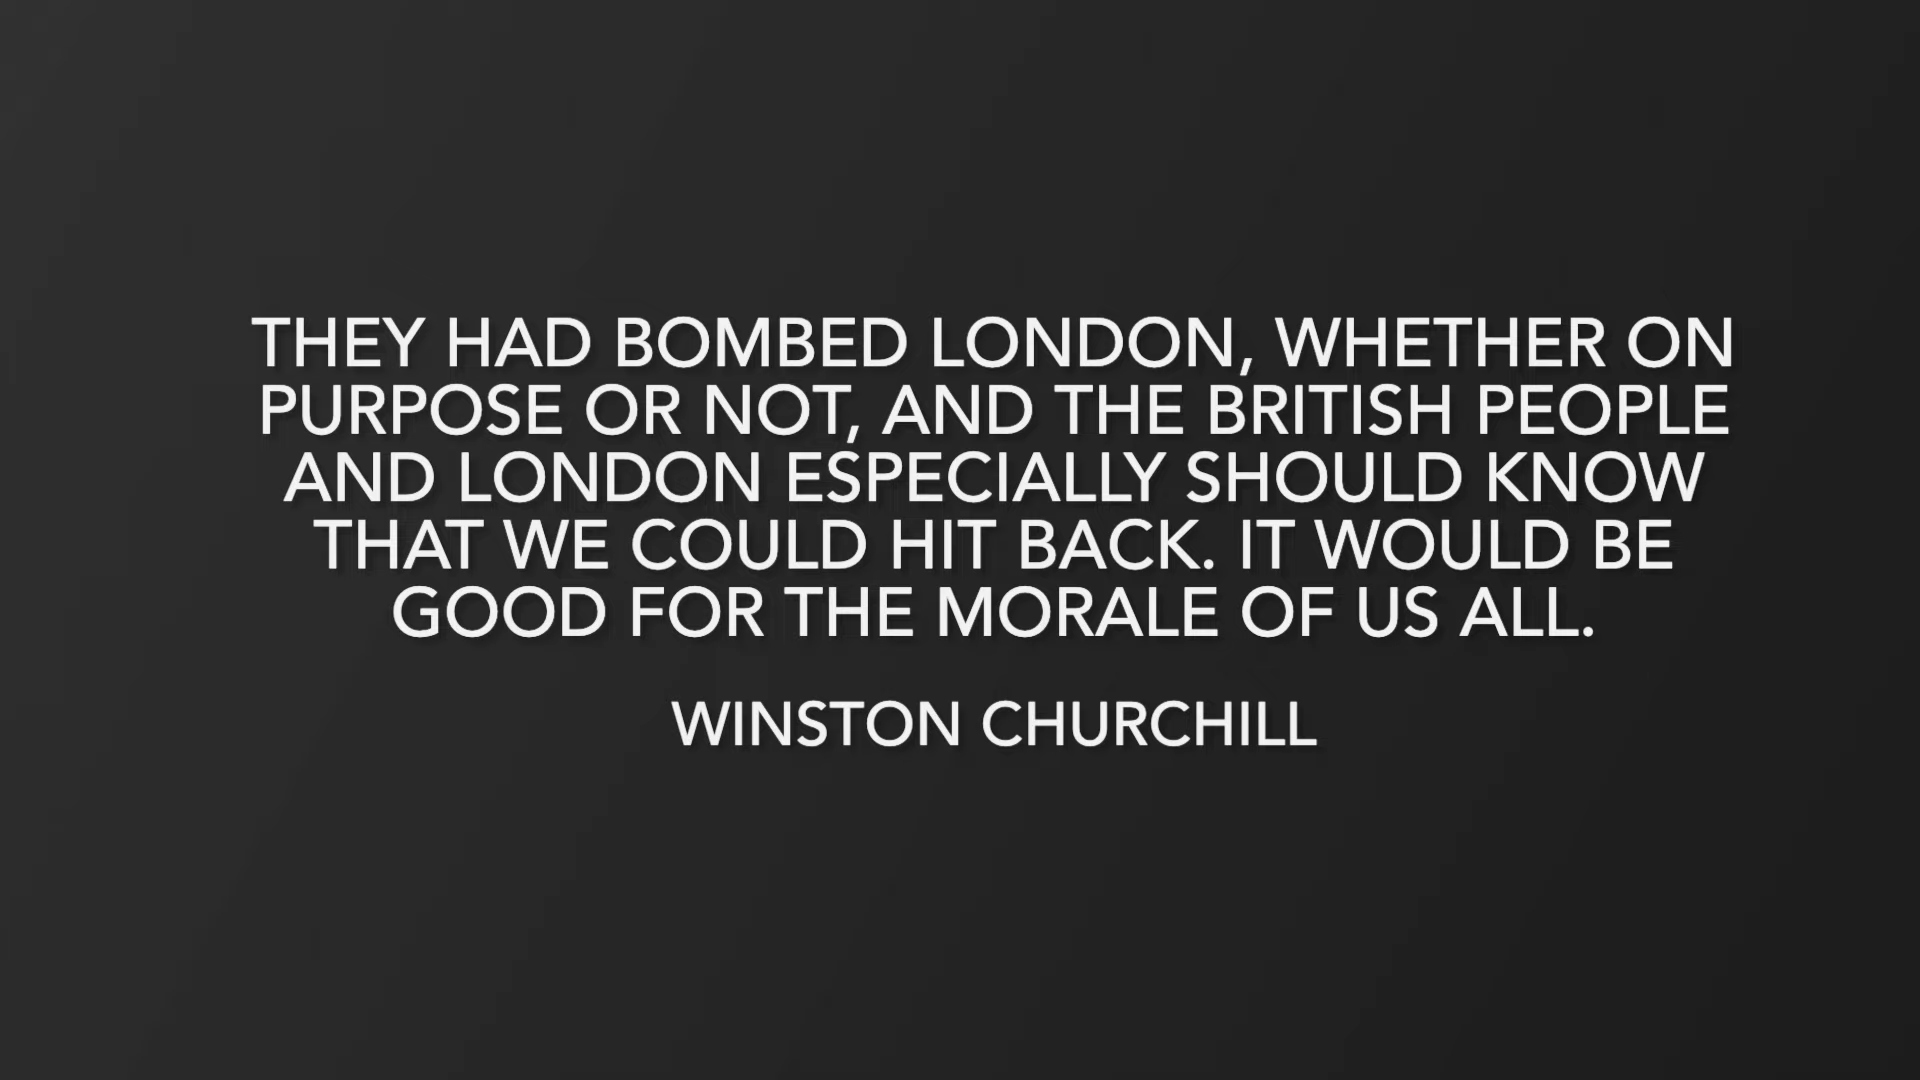 THEY HAD BOMBED LONDON, WHETHER ON
PURPOSE OR NOT, AND THE BRITISH PEOPLE
AND LONDON ESPECIALLY SHOULD KNOW
THAT WE COULD HIT BACK. IT WOULD BE
GOOD FOR THE MORALE OF US ALL.
WINSTON CHURCHILL